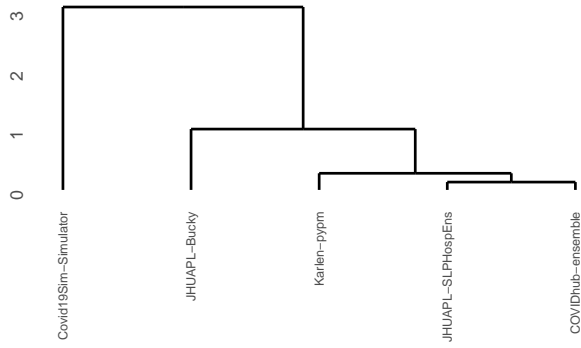 3
2
1
0
Covid19Sim−Simulator
JHUAPL−Bucky
Karlen−pypm
JHUAPL−SLPHospEns
COVIDhub−ensemble